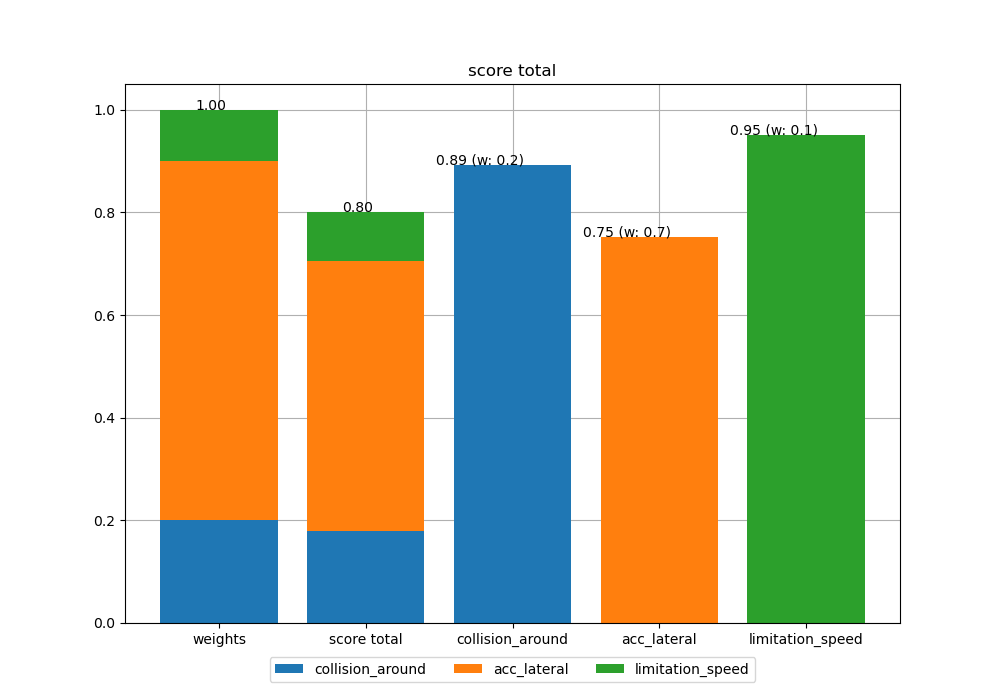 score total
1.0
0.8
0.6
0.4
0.2
0.0
1.00
0.80
0.89 (w: 0.2)
0.75 (w: 0.7)
0.95 (w: 0.1)
weights score total collision_around acc_lateral limitation_speed
collision_around acc_lateral limitation_speed